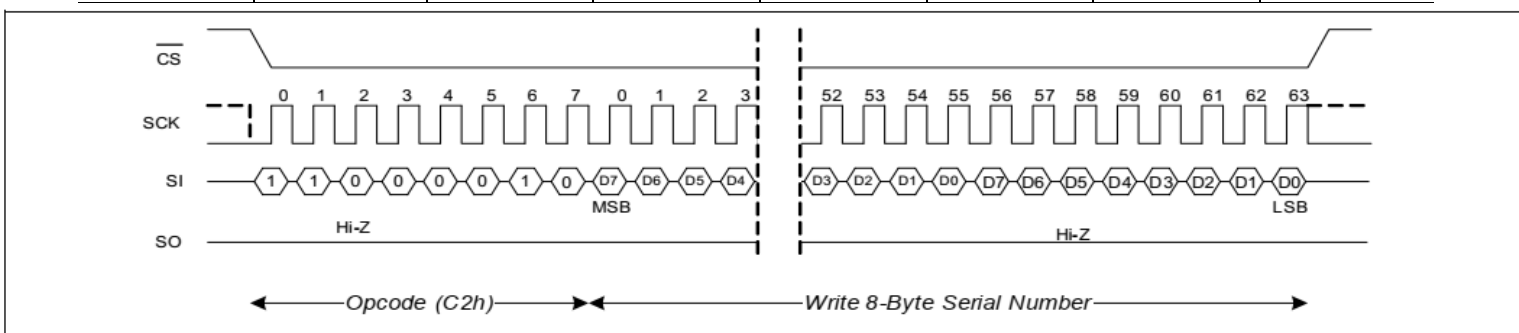 CS
0 1 2 3 4 5 6 7 0 1 2 3 52 53 54 55 56 57 58 59 60 61 62 63
SCK
SI 1 1 0 0 0 0 1 0 D7 D6 D5 D4 D3 D2 D1 D0 D7 D6 D5 D4 D3 D2 D1 D0
MSB LSB
Hi-Z Hi-Z
SO
Opcode (C2h) Write 8-Byte Serial Number